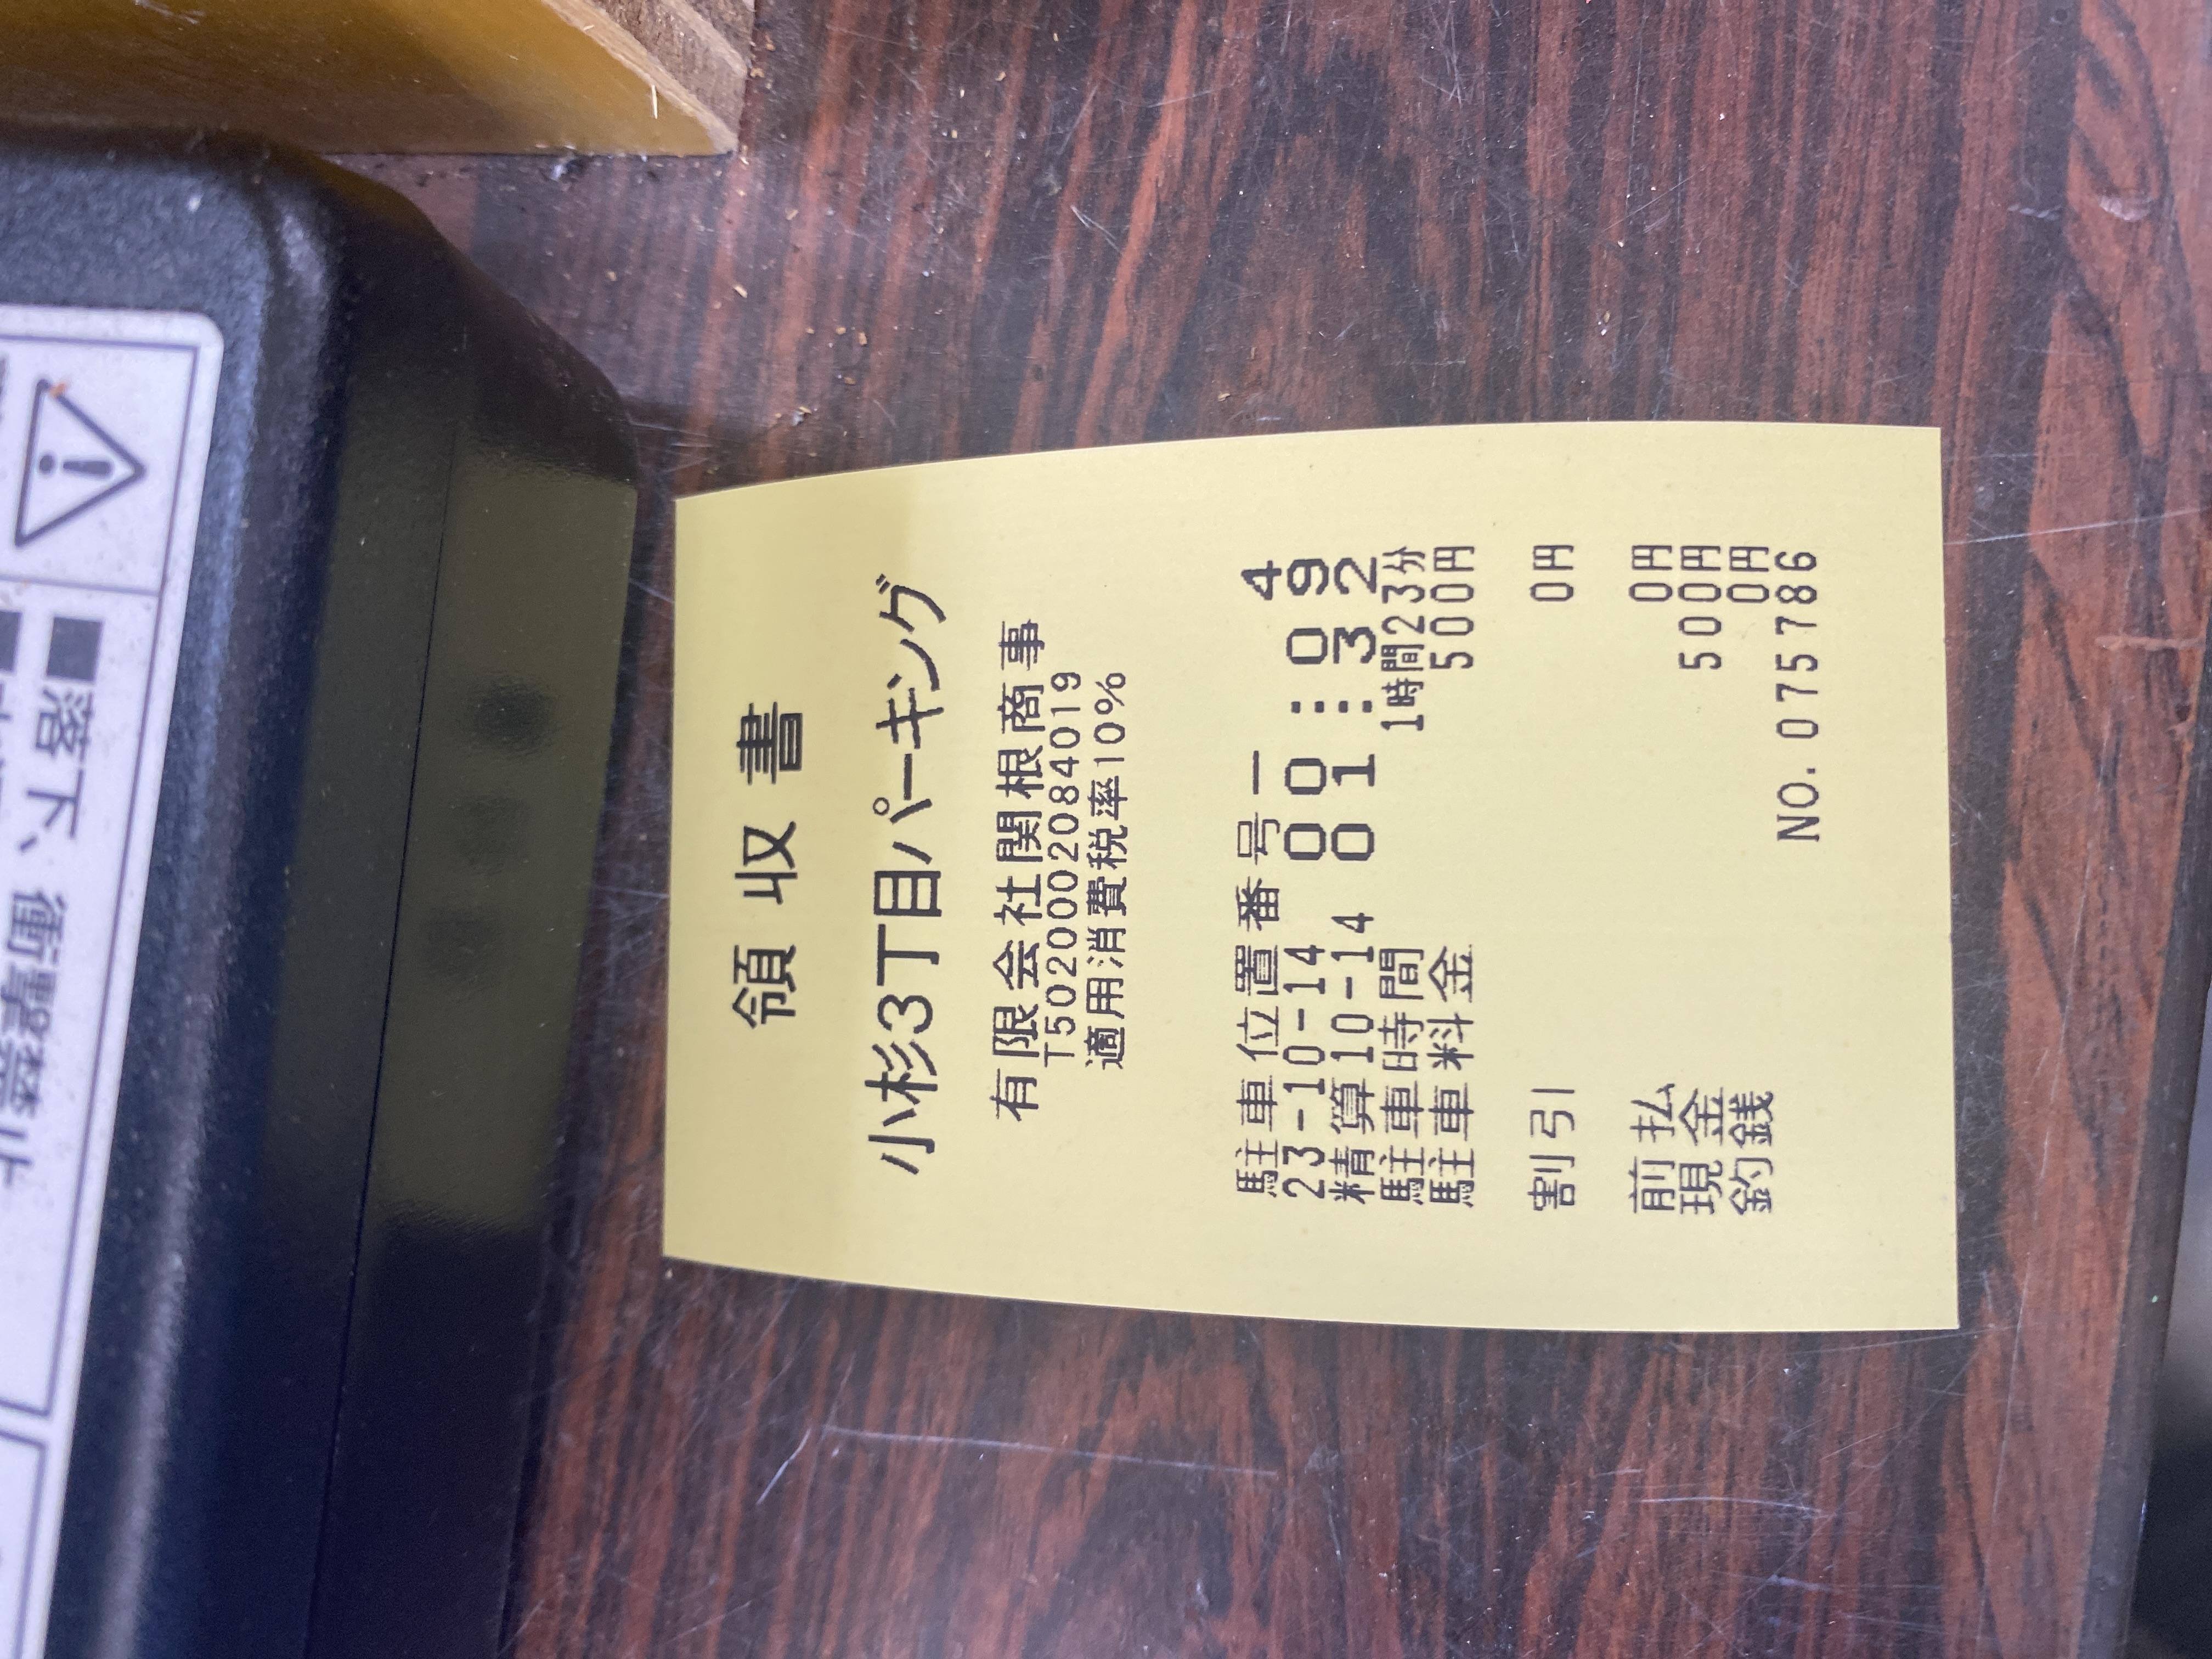 領収書
小杉3丁目パーキング
有限会社関根商事
T5020002084019
適用消費税率10%
駐車位置番号ー 4
23-10-14 00:09
精算10-14 01:32
駐車時間 1時間23分
駐車料金 500円
割引 0円
前払 0円
現金 500円
釣銭 0円
NO.075786
落下、衝撃禁止